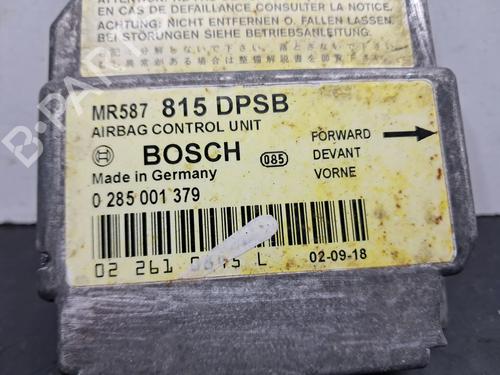 EN CAS DE DEFAILLANCE CONSULTER LA NOTICE.
ACHTUNG: NICHT ENTFERNEN O. FALLEN LASSEN.
BEI STÖRUNGEN SIEHE BETRIEBSANLEITUNG.
MR587 815 DPSB
AIRBAG CONTROL UNIT
BOSCH
085
Made in Germany
0 285 001 379
FORWARD
DEVANT
VORNE
02 261 L
02-09-18
B-PARTS